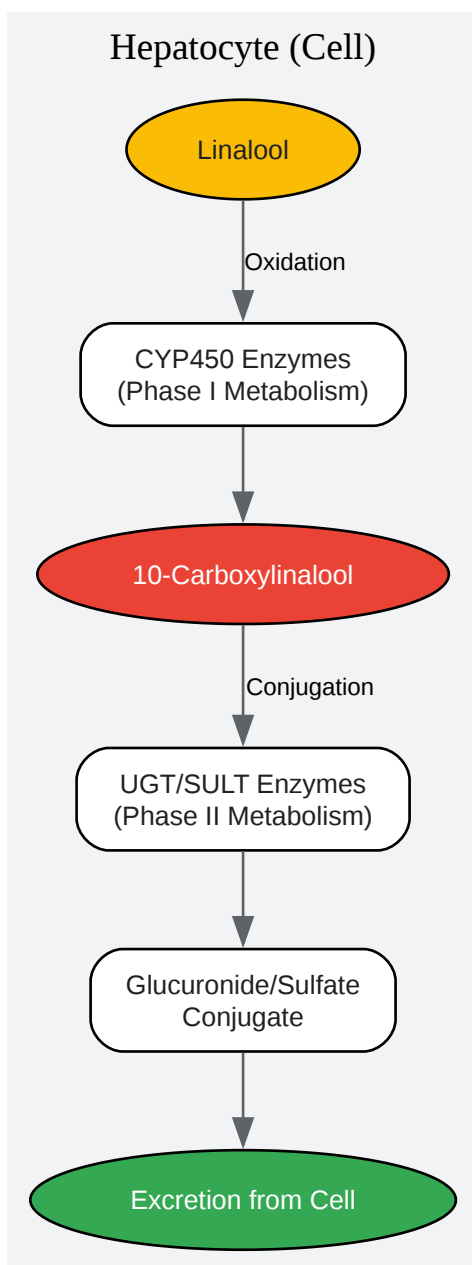 Hepatocyte (Cell)
Linalool
Oxidation
CYP450 Enzymes
(Phase I Metabolism)
10-Carboxylinalool
Conjugation
UGT/SULT Enzymes
(Phase II Metabolism)
Glucuronide/Sulfate
Conjugate
Excretion from Cell